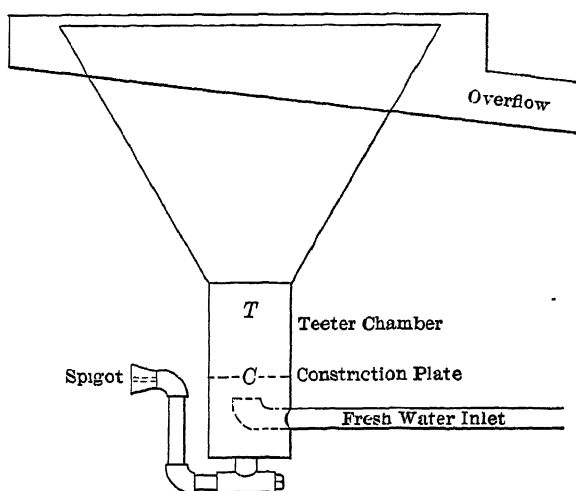 Overflow
T
Teeter Chamber
Spigot
C
Constriction Plate
Fresh Water Inlet